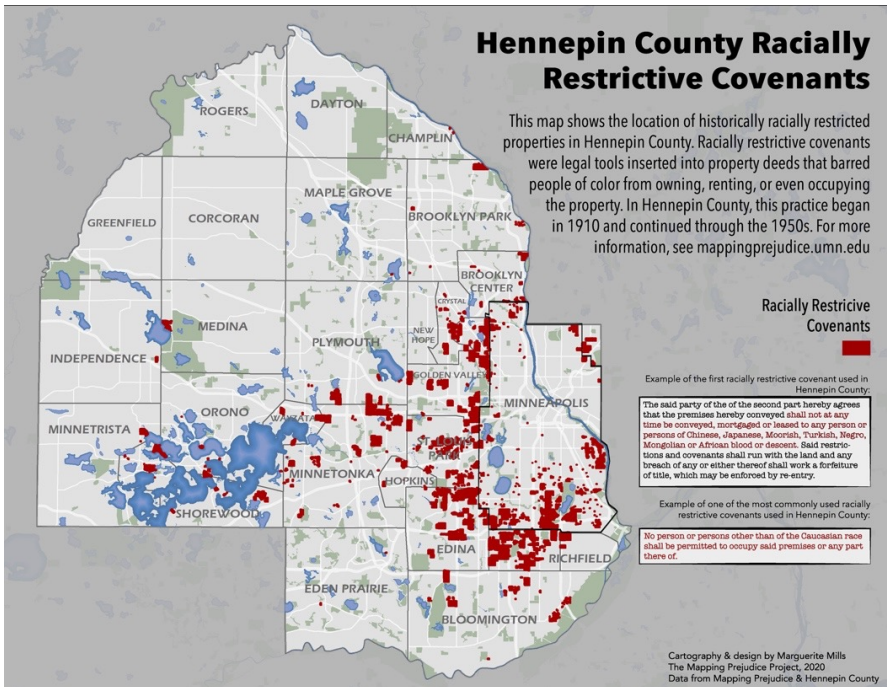 Hennepin County Racially
Restrictive Covenants
This map shows the location of historically racially restricted
properties in Hennepin County. Racially restrictive covenants
were legal tools inserted into property deeds that barred
people of color from owning, renting, or even occupying
the property. In Hennepin County, this practice began
in 1910 and continued through the 1950s. For more
information, see mappingprejudice.umn.edu
Racially Restricive
Covenants
Example of the first racially restrictive covenant used in
Hennepin County:
The said party of the of the second part hereby agrees
that the premises hereby conveyed shall not at any
time be conveyed, mortgaged or leased to any person or
persons of Chinese, Japanese, Moorish, Turkish, Negro,
Mongolian or African blood or descent. Said restric-
tions and covenants shall run with the land and any
breach of any or either thereof shall work a forfeiture
of title, which may be enforced by re-entry.
Example of one of the most commonly used racially
restrictive covenants used in Hennepin County:
No person or persons other than of the Caucasian race
shall be permitted to occupy said premises or any part
there of.
ROGERS
DAYTON
CHAMPLIN
MAPLE GROVE
GREENFIELD
CORCORAN
BROOKLYN PARK
BROOKLYN
CENTER
CRYSTAL
MEDINA
NEW
HOPE
PLYMOUTH
INDEPENDENCE
GOLDEN VALLEY
MINNEAPOLIS
ORONO
WAYZATA
MINNETRISTA
ST. LOUIS
PARK
MINNETONKA
HOPKINS
SHOREWOOD
EDINA
RICHFIELD
EDEN PRAIRIE
BLOOMINGTON
Cartography & design by Marguerite Mills
The Mapping Prejudice Project, 2020
Data from Mapping Prejudice & Hennepin County